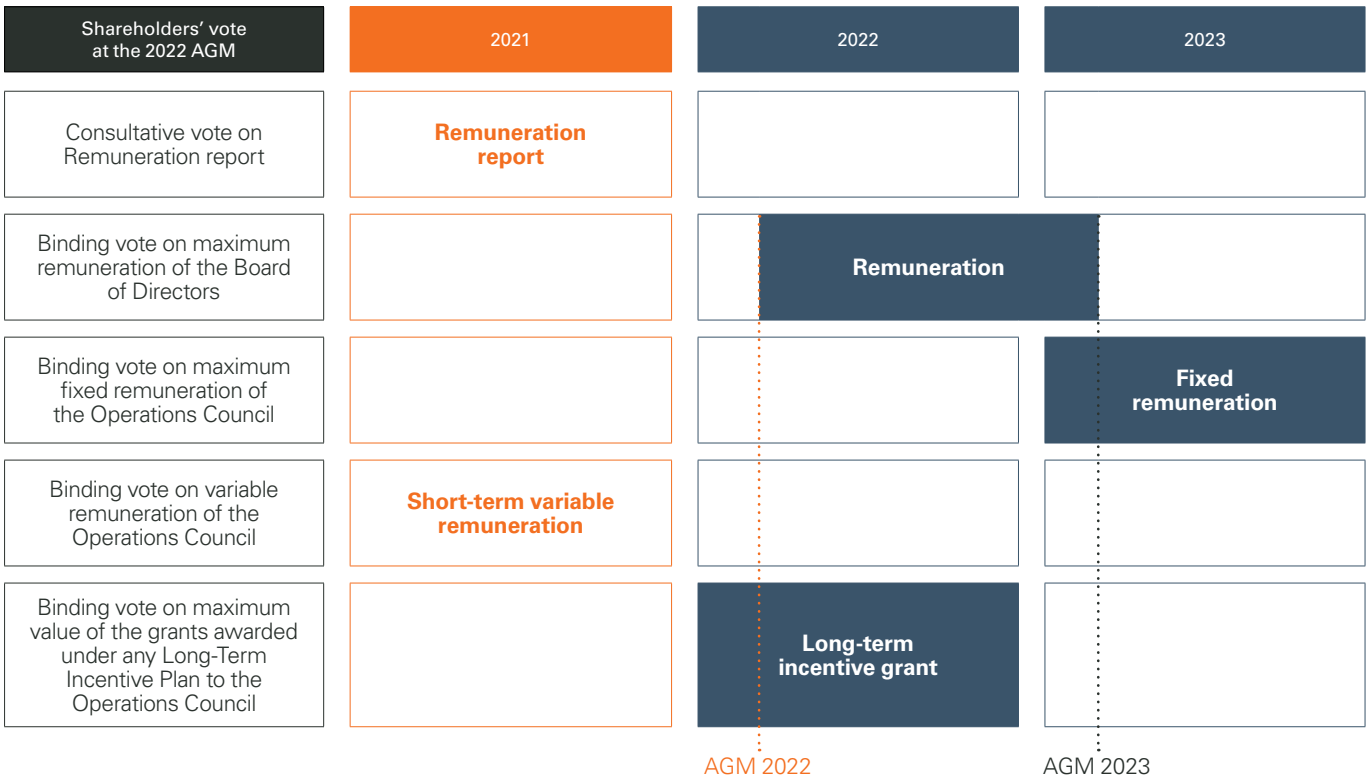 Shareholders’ vote
at the 2022 AGM
2021
2022
2023
Consultative vote on
Remuneration report
Remuneration
report
Binding vote on maximum
remuneration of the Board
of Directors
Remuneration
Binding vote on maximum
fixed remuneration of
the Operations Council
Fixed
remuneration
Binding vote on variable
remuneration of the
Operations Council
Short-term variable
remuneration
Binding vote on maximum
value of the grants awarded
under any Long-Term
Incentive Plan to the
Operations Council
Long-term
incentive grant
AGM 2022
AGM 2023